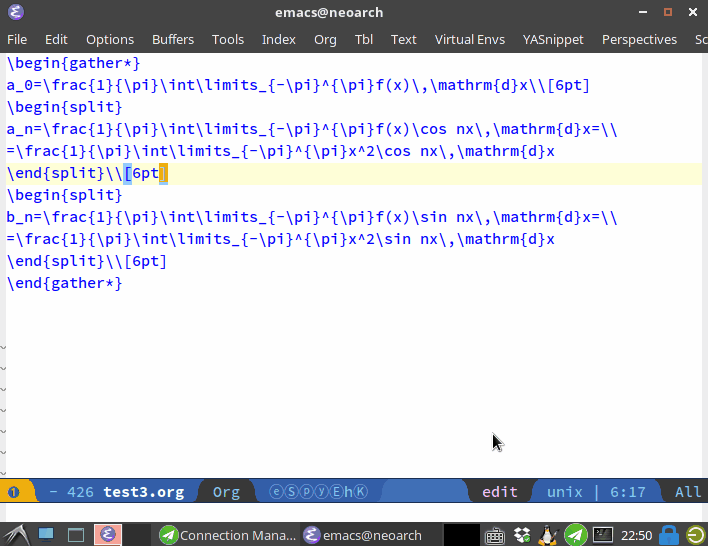 emacs@neoarch
File Edit Options Buffers Tools Index Org Tbl Text Virtual Envs YASnippet Perspectives Sc
\begin{gather*}
a_0=\frac{1}{\pi}\int\limits_{-\pi}^{\pi}f(x)\,\mathrm{d}x\\[6pt]
\begin{split}
a_n=\frac{1}{\pi}\int\limits_{-\pi}^{\pi}f(x)\cos nx\,\mathrm{d}x=\\
=\frac{1}{\pi}\int\limits_{-\pi}^{\pi}x^2\cos nx\,\mathrm{d}x
\end{split}\\[6pt]
\begin{split}
b_n=\frac{1}{\pi}\int\limits_{-\pi}^{\pi}f(x)\sin nx\,\mathrm{d}x=\\
=\frac{1}{\pi}\int\limits_{-\pi}^{\pi}x^2\sin nx\,\mathrm{d}x
\end{split}\\[6pt]
\end{gather*}
❶ - 426 test3.org Org ⓔⓈⓟⓨⒺhⓀ edit unix | 6:17 All
Connection Mana... emacs@neoarch 22:50